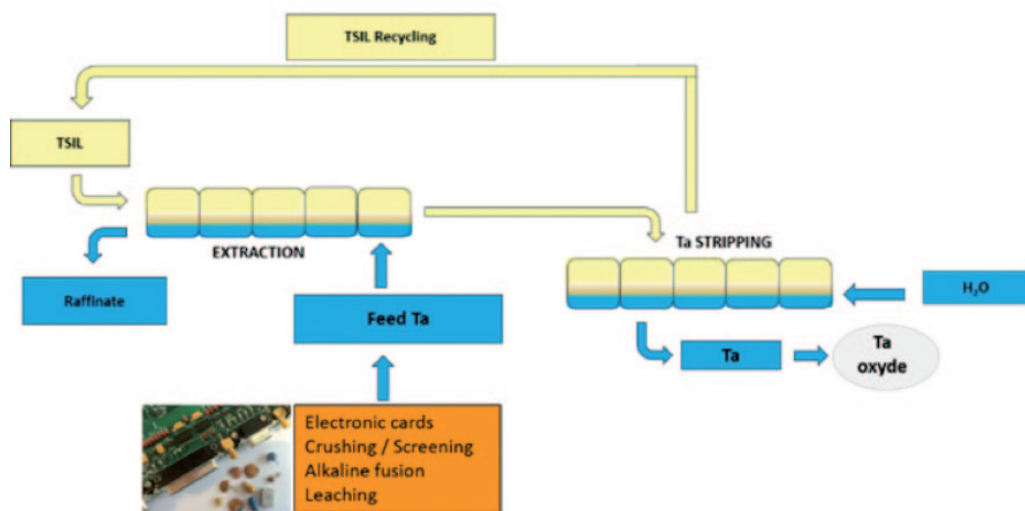 TSIL Recycling
TSIL
EXTRACTION
Ta STRIPPING
Raffinate
Feed Ta
H₂O
Ta
Ta
oxyde
Electronic cards
Crushing / Screening
Alkaline fusion
Leaching